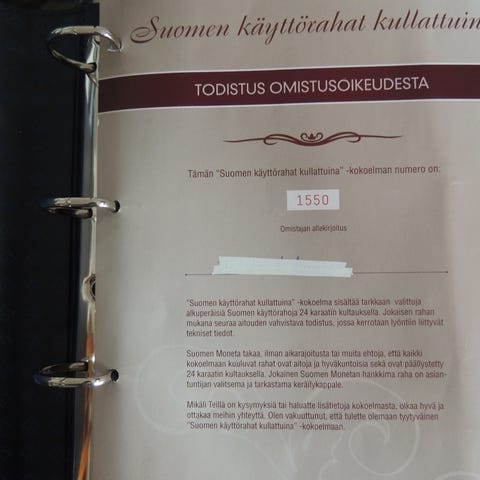 Suomen käyttörahat kullattuin
TODISTUS OMISTUSOIKEUDESTA
Tämän "Suomen käyttörahat kullattuina" -kokoelman numero on:
1550
Omistajan allekirjoitus
"Suomen käyttörahat kullattuina" -kokoelma sisältää tarkkaan valittuja
alkuperäisiä Suomen käyttörahoja 24 karaatin kultauksella. Jokaisen rahan
mukana seuraa aitouden vahvistava todistus, jossa kerrotaan lyöntiin liittyvät
tekniset tiedot.
Suomen Moneta takaa, ilman aikarajoitusta tai muita ehtoja, että kaikki
kokoelmaan kuuluvat rahat ovat aitoja ja hyväkuntoisia sekä ovat päällystetty
24 karaatin kultauksella. Jokainen Suomen Monetan hankkima raha on asian-
tuntijan valitsema ja tarkastama keräilykappale.
Mikäli Teillä on kysymyksiä tai haluatte lisätietoja kokoelmasta, olkaa hyvä ja
ottakaa meihin yhteyttä. Olen vakuuttunut, että tulette olemaan tyytyväinen
"Suomen käyttörahat kullattuina" -kokoelmaan.